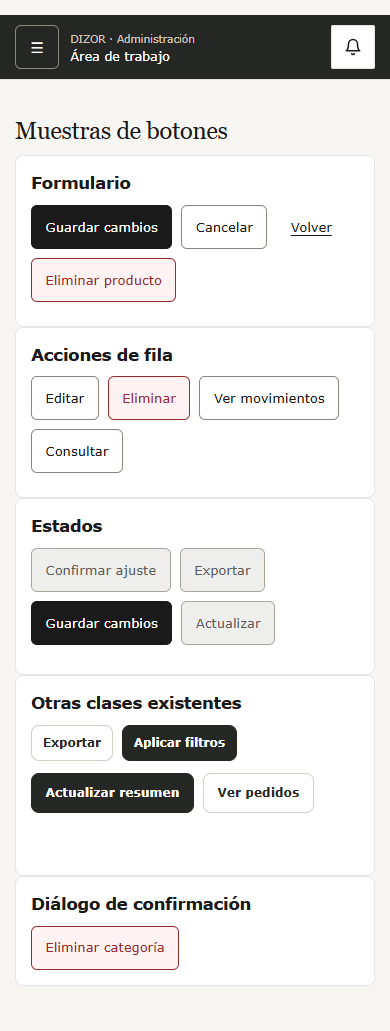 DIZOR · Administración
Área de trabajo
Muestras de botones
Formulario
Guardar cambios
Cancelar
Volver
Eliminar producto
Acciones de fila
Editar
Eliminar
Ver movimientos
Consultar
Estados
Confirmar ajuste
Exportar
Guardar cambios
Actualizar
Otras clases existentes
Exportar
Aplicar filtros
Actualizar resumen
Ver pedidos
Diálogo de confirmación
Eliminar categoría